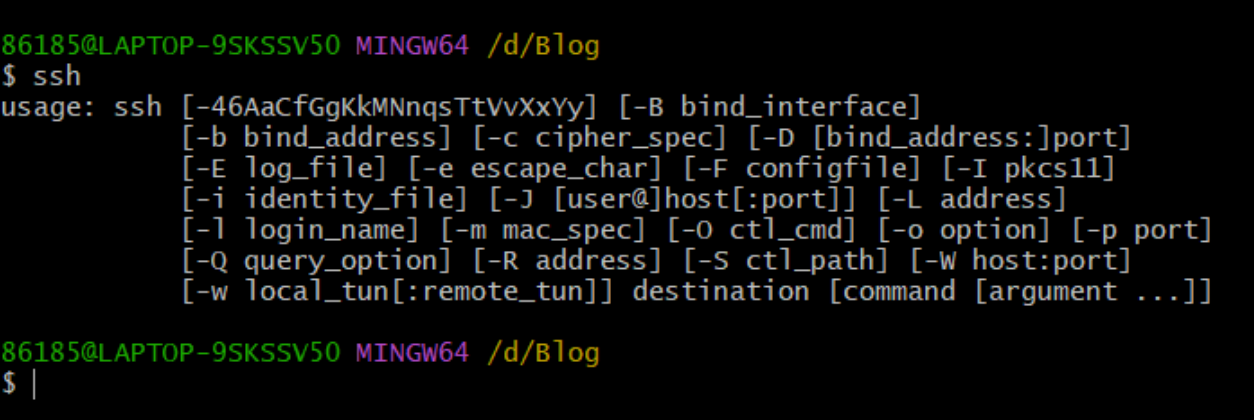 86185@LAPTOP-9SKSSV50 MINGW64 /d/Blog
$ ssh
usage: ssh [-46AaCfGgKkMNnqsTtVvXxYy] [-B bind_interface]
           [-b bind_address] [-c cipher_spec] [-D [bind_address:]port]
           [-E log_file] [-e escape_char] [-F configfile] [-I pkcs11]
           [-i identity_file] [-J [user@]host[:port]] [-L address]
           [-l login_name] [-m mac_spec] [-O ctl_cmd] [-o option] [-p port]
           [-Q query_option] [-R address] [-S ctl_path] [-W host:port]
           [-w local_tun[:remote_tun]] destination [command [argument ...]]
86185@LAPTOP-9SKSSV50 MINGW64 /d/Blog
$